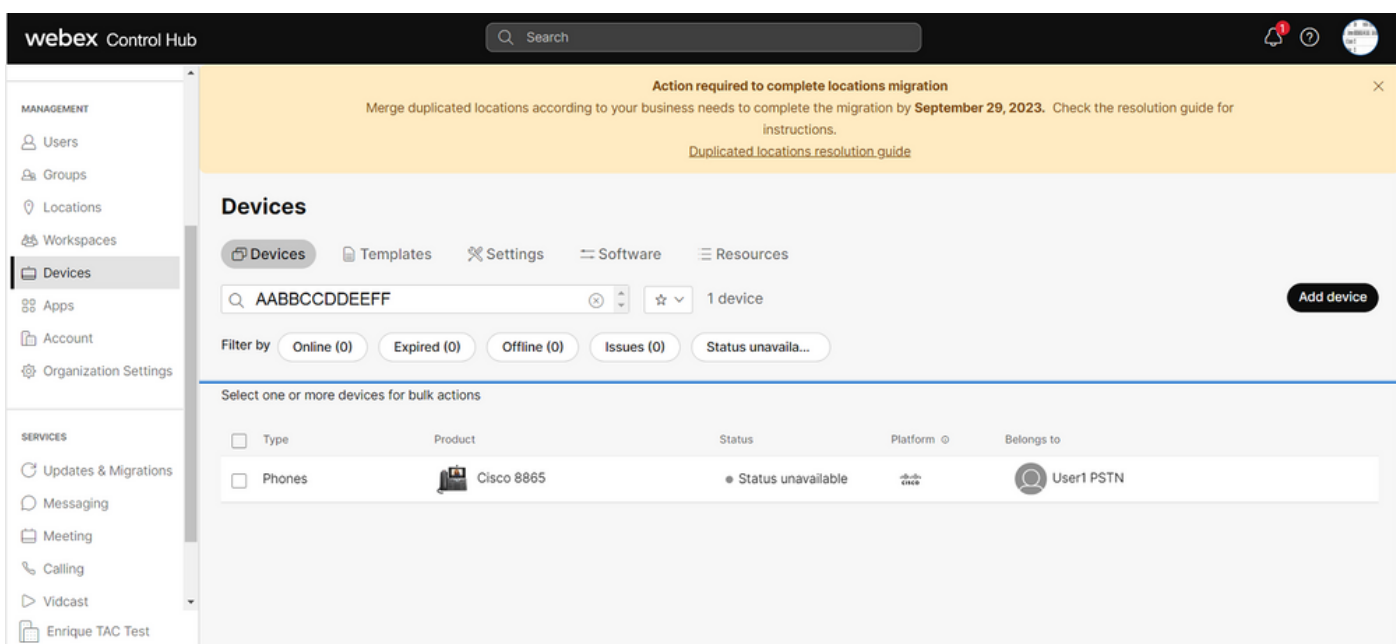 webex Control Hub
Search
1
Action required to complete locations migration
Merge duplicated locations according to your business needs to complete the migration by September 29, 2023. Check the resolution guide for
instructions.
Duplicated locations resolution guide
MANAGEMENT
Users
Groups
Locations
Workspaces
Devices
Apps
Account
Organization Settings
SERVICES
Updates & Migrations
Messaging
Meeting
Calling
Vidcast
Enrique TAC Test
Devices
Devices Templates Settings Software Resources
AABBCCDDEEFF 1 device Add device
Filter by Online (0) Expired (0) Offline (0) Issues (0) Status unavaila...
Select one or more devices for bulk actions
Type Product Status Platform Belongs to
Phones Cisco 8865 Status unavailable CISCO User1 PSTN